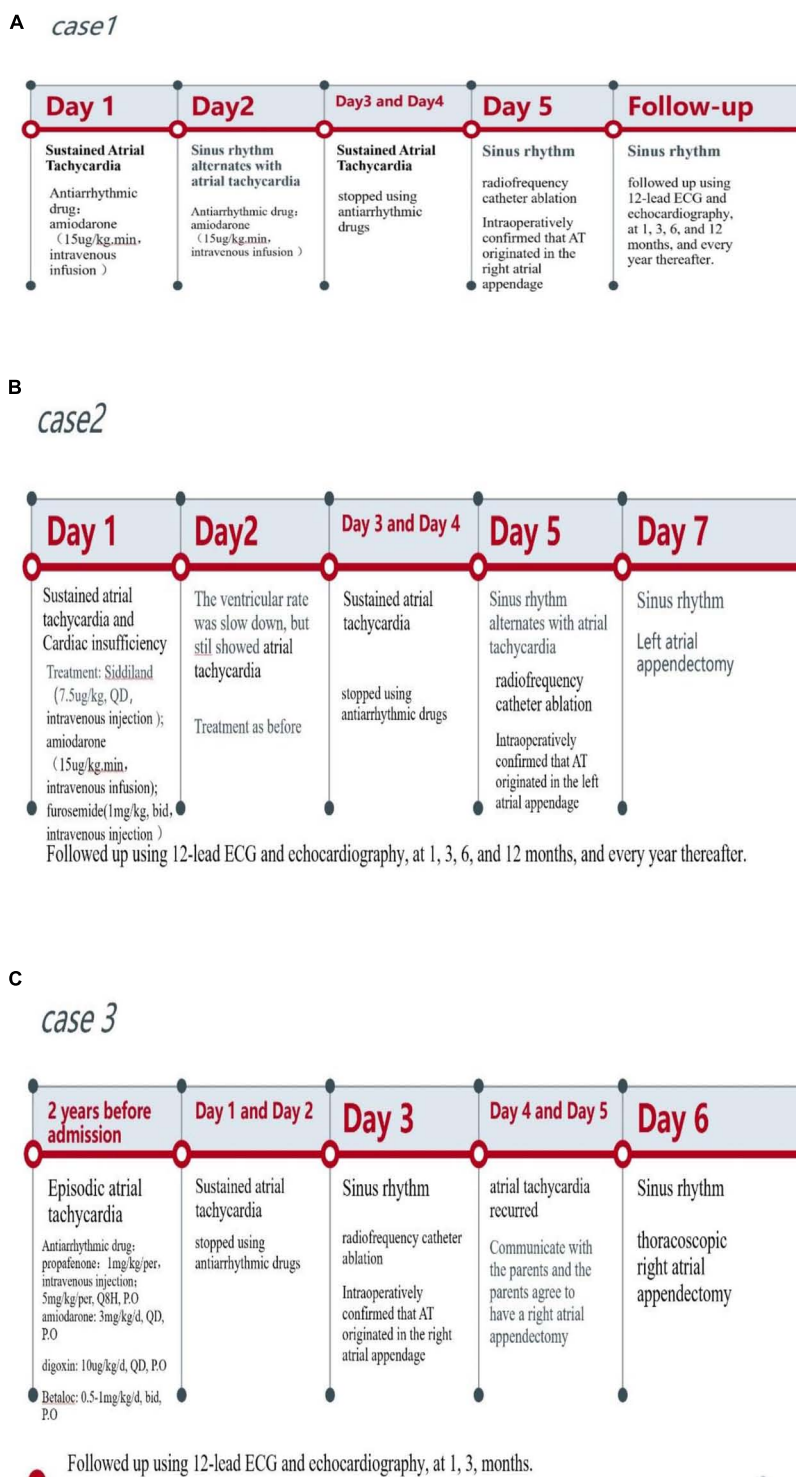 A
case1
Day 1
Sustained Atrial
Tachycardia
Antiarrhythmic
drug:
amiodarone
（15ug/kg.min,
intravenous
infusion ）
Day2
Sinus rhythm
alternates with
atrial tachycardia
Antiarrhythmic drug:
amiodarone
（15ug/kg.min,
intravenous infusion ）
Day3 and Day4
Sustained Atrial
Tachycardia
stopped using
antiarrhythmic
drugs
Day 5
Sinus rhythm
radiofrequency
catheter ablation
Intraoperatively
confirmed that AT
originated in the
right atrial
appendage
Follow-up
Sinus rhythm
followed up using
12-lead ECG and
echocardiography,
at 1, 3, 6, and 12
months, and every
year thereafter.
B
case2
Day 1
Sustained atrial
tachycardia and
Cardiac insufficiency
Treatment: Siddiland
（7.5ug/kg, QD,
intravenous injection );
amiodarone
（15ug/kg.min,
intravenous infusion);
furosemide(1mg/kg, bid,
intravenous injection ）
Day2
The ventricular rate
was slow down, but
stil showed atrial
tachycardia
Treatment as before
Day 3 and Day 4
Sustained atrial
tachycardia
stopped using
antiarrhythmic drugs
Day 5
Sinus rhythm
alternates with atrial
tachycardia
radiofrequency
catheter ablation
Intraoperatively
confirmed that AT
originated in the left
atrial appendage
Day 7
Sinus rhythm
Left atrial
appendectomy
Followed up using 12-lead ECG and echocardiography, at 1, 3, 6, and 12 months, and every year thereafter.
C
case 3
2 years before
admission
Episodic atrial
tachycardia
Antiarrhythmic drug:
propafenone: 1mg/kg/per,
intravenous injection;
5mg/kg/per, Q8H, P.O
amiodarone: 3mg/kg/d, QD,
P.O
digoxin: 10ug/kg/d, QD, P.O
Betaloc: 0.5-1mg/kg/d, bid,
P.O
Day 1 and Day 2
Sustained atrial
tachycardia
stopped using
antiarrhythmic drugs
Day 3
Sinus rhythm
radiofrequency catheter
ablation
Intraoperatively
confirmed that AT
originated in the right
atrial appendage
Day 4 and Day 5
atrial tachycardia
recurred
Communicate with
the parents and the
parents agree to
have a right atrial
appendectomy
Day 6
Sinus rhythm
thoracoscopic
right atrial
appendectomy
Followed up using 12-lead ECG and echocardiography, at 1, 3, months.